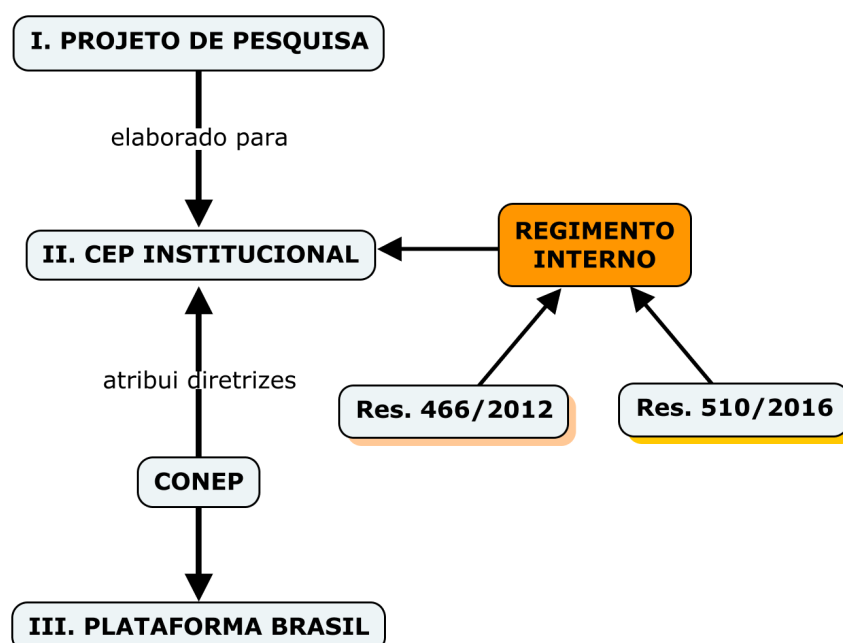 I. PROJETO DE PESQUISA
elaborado para
II. CEP INSTITUCIONAL
REGIMENTO
INTERNO
atribui diretrizes
Res. 466/2012
Res. 510/2016
CONEP
III. PLATAFORMA BRASIL